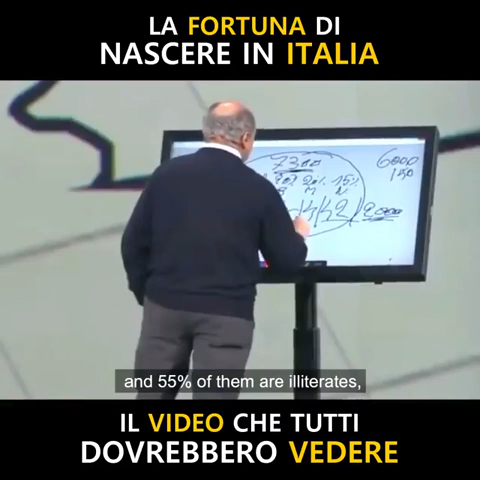 LA FORTUNA DI
NASCERE IN ITALIA
7300
6000
150
2000
and 55% of them are illiterates,
IL VIDEO CHE TUTTI
DOVREBBERO VEDERE